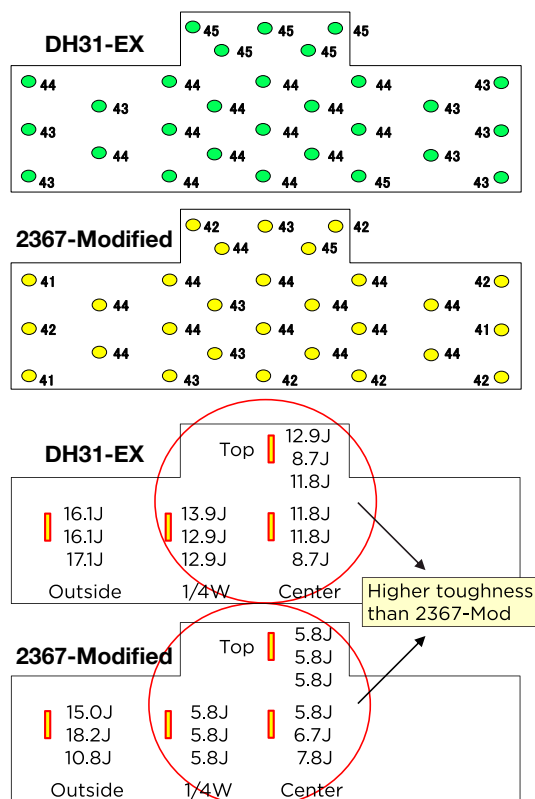 DH31-EX
45 45 45
45 45
44 44 44 44 43
43 44 44 43
43 44 44 44 43
44 44 44 43
43 44 44 45 43
2367-Modified
42 43 42
44 45
41 44 44 44 42
44 43 44 44
42 44 44 44 41
44 43 44 44
41 43 42 42 42
DH31-EX
Top 12.9J
8.7J
11.8J
16.1J 13.9J 11.8J
16.1J 12.9J 11.8J
17.1J 12.9J 8.7J
Outside 1/4W Center
Higher toughness
than 2367-Mod
2367-Modified
Top 5.8J
5.8J
5.8J
15.0J 5.8J 5.8J
18.2J 5.8J 6.7J
10.8J 5.8J 7.8J
Outside 1/4W Center